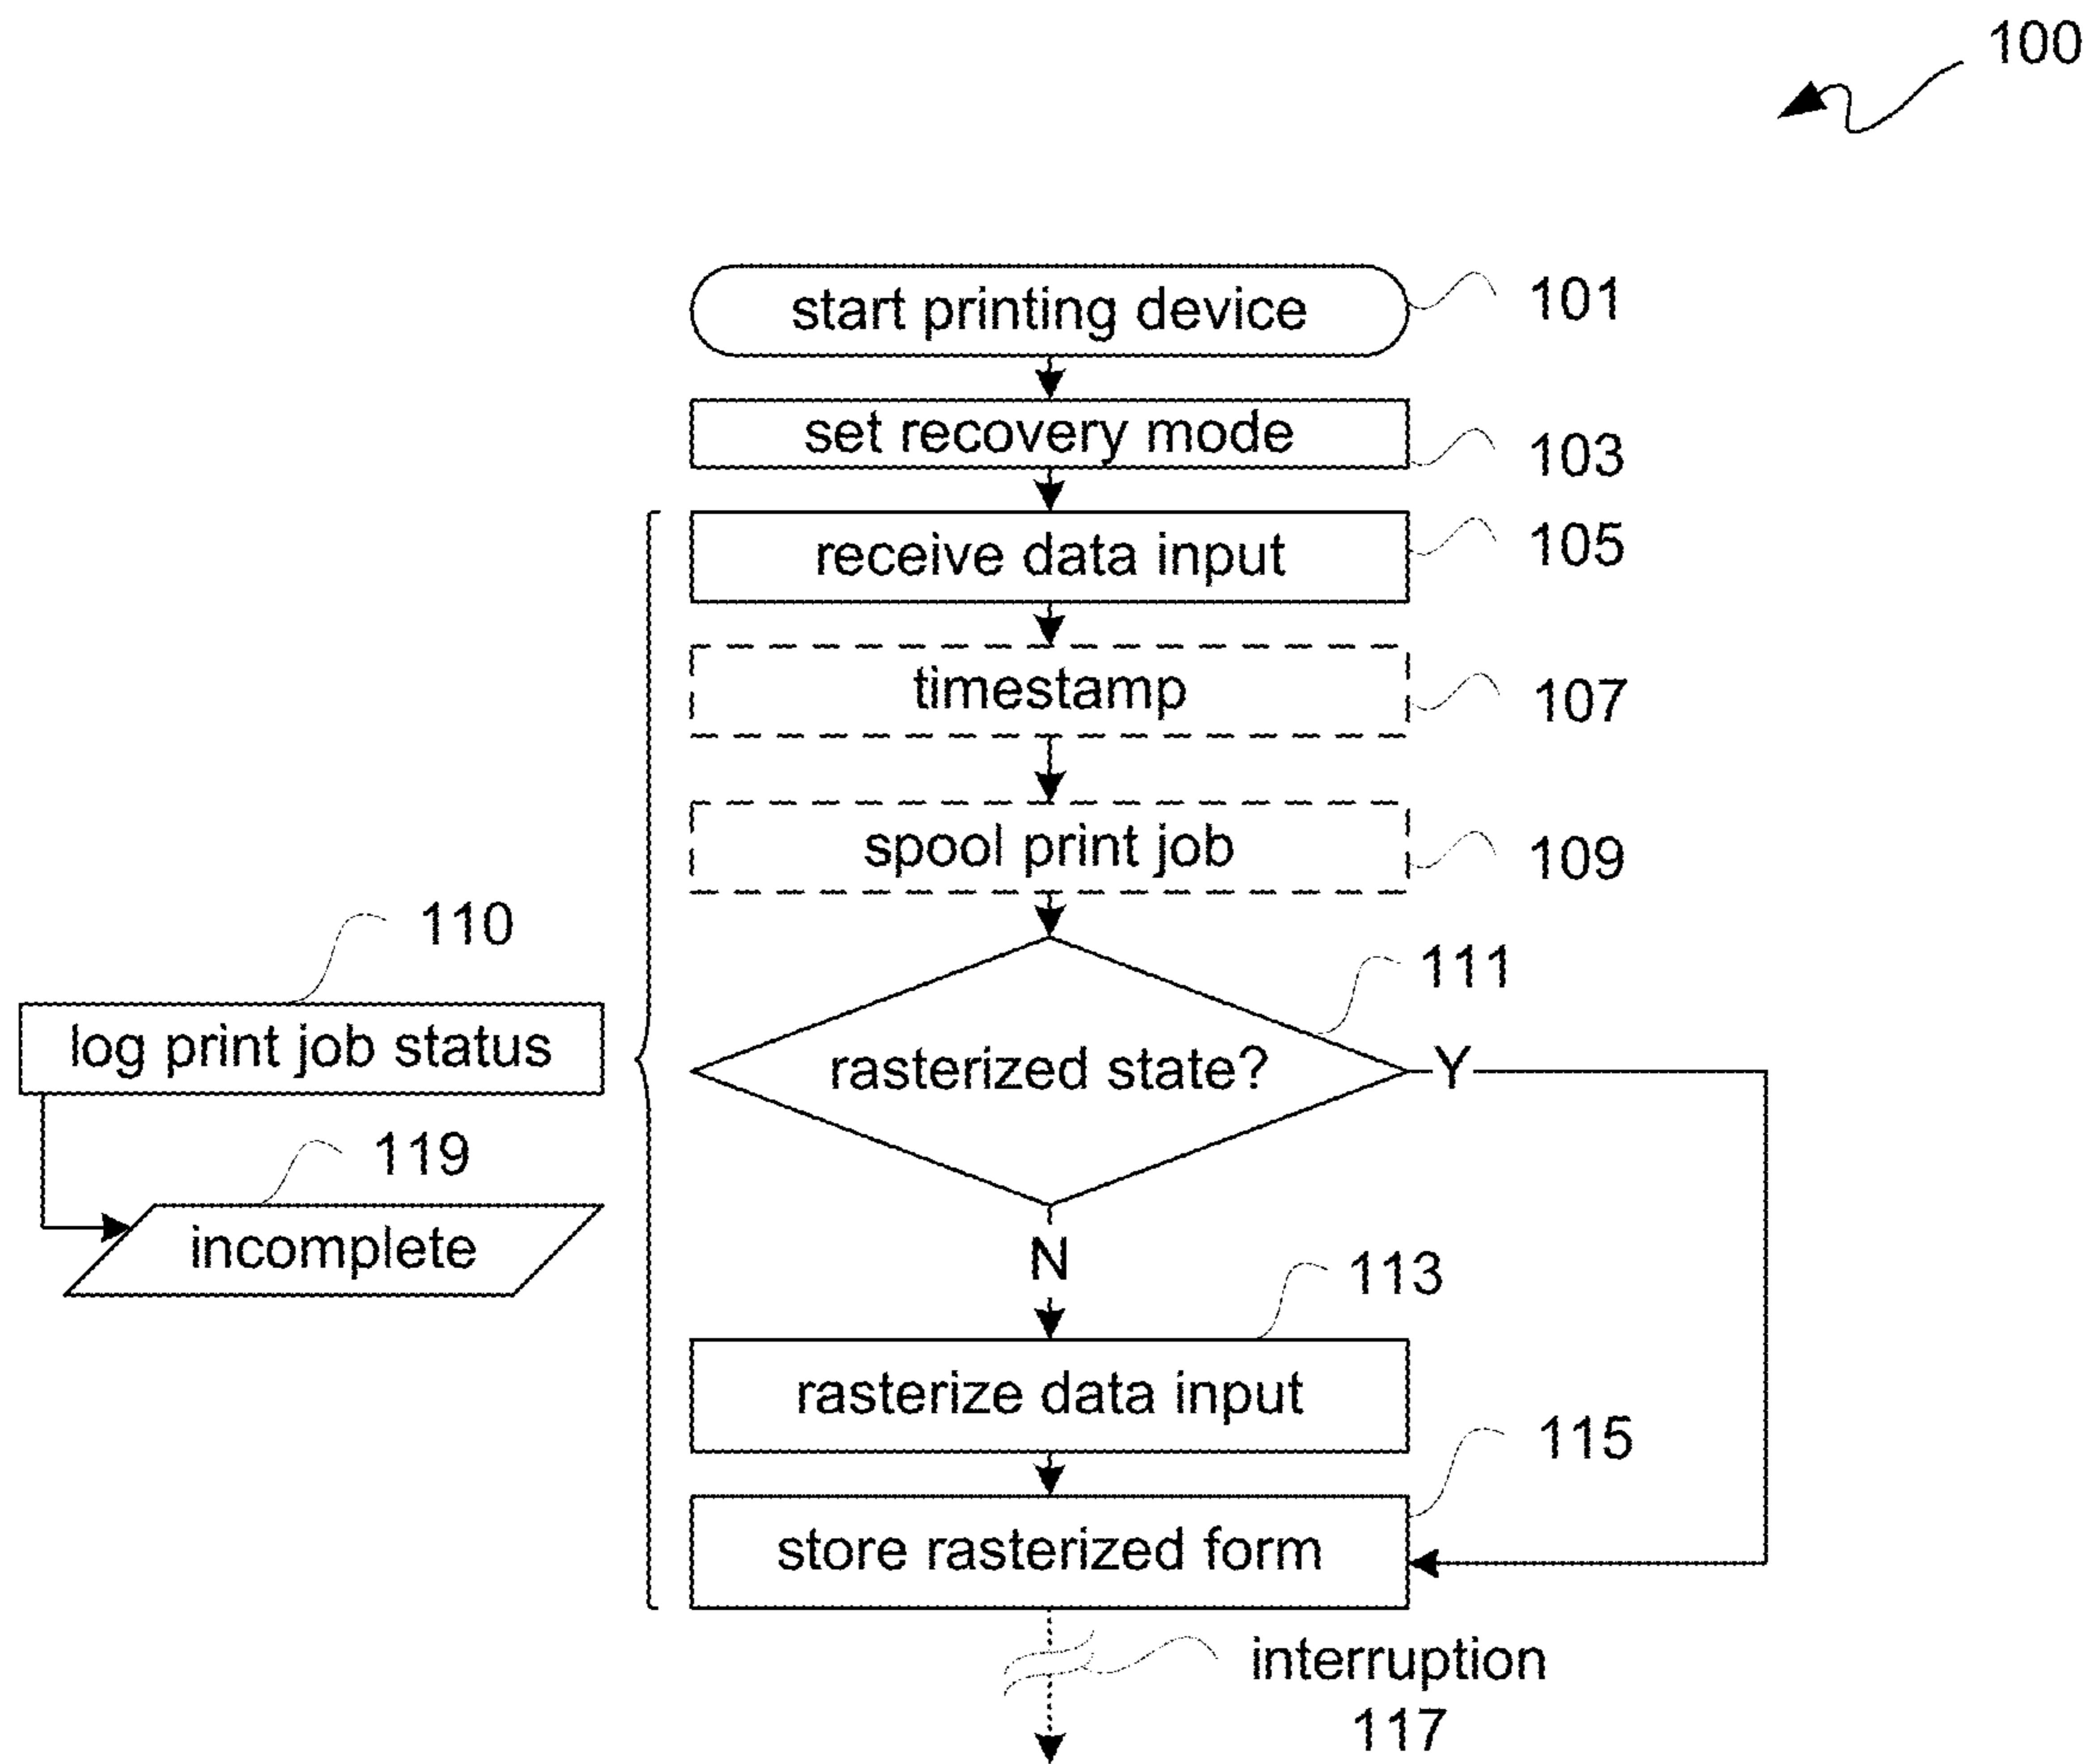 100
start printing device
101
set recovery mode
103
receive data input
105
timestamp
107
spool print job
109
110
log print job status
111
rasterized state?
Y
119
incomplete
N
113
rasterize data input
115
store rasterized form
interruption
117